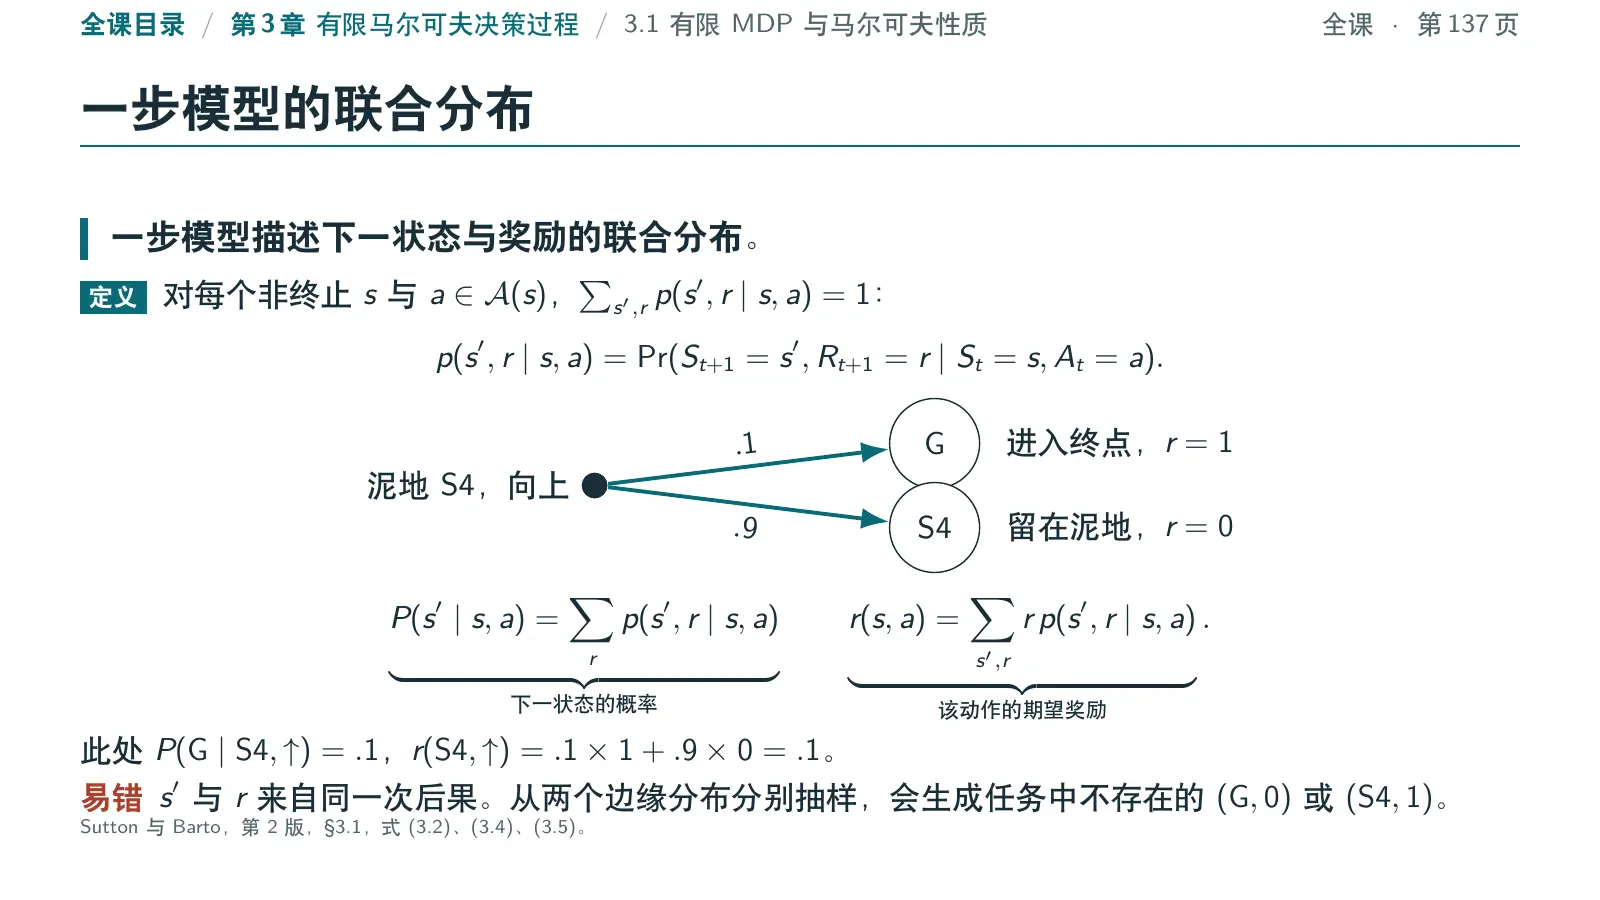 全课目录 / 第 3 章 有限马尔可夫决策过程 / 3.1 有限 MDP 与马尔可夫性质
全课 · 第 137 页
一步模型的联合分布
一步模型描述下一状态与奖励的联合分布。
定义 对每个非终止 s 与 a ∈ 𝒜(s)，∑_{s′,r} p(s′, r | s, a) = 1：
p(s′, r | s, a) = Pr(S_{t+1} = s′, R_{t+1} = r | S_t = s, A_t = a).
.1
G
进入终点，r = 1
泥地 S4，向上
.9
S4
留在泥地，r = 0
P(s′ | s, a) = ∑_r p(s′, r | s, a)
r(s, a) = ∑_{s′,r} r p(s′, r | s, a) .
下一状态的概率
该动作的期望奖励
此处 P(G | S4, ↑) = .1，r(S4, ↑) = .1 × 1 + .9 × 0 = .1。
易错 s′ 与 r 来自同一次后果。从两个边缘分布分别抽样，会生成任务中不存在的 (G, 0) 或 (S4, 1)。
Sutton 与 Barto，第 2 版，§3.1，式 (3.2)、(3.4)、(3.5)。